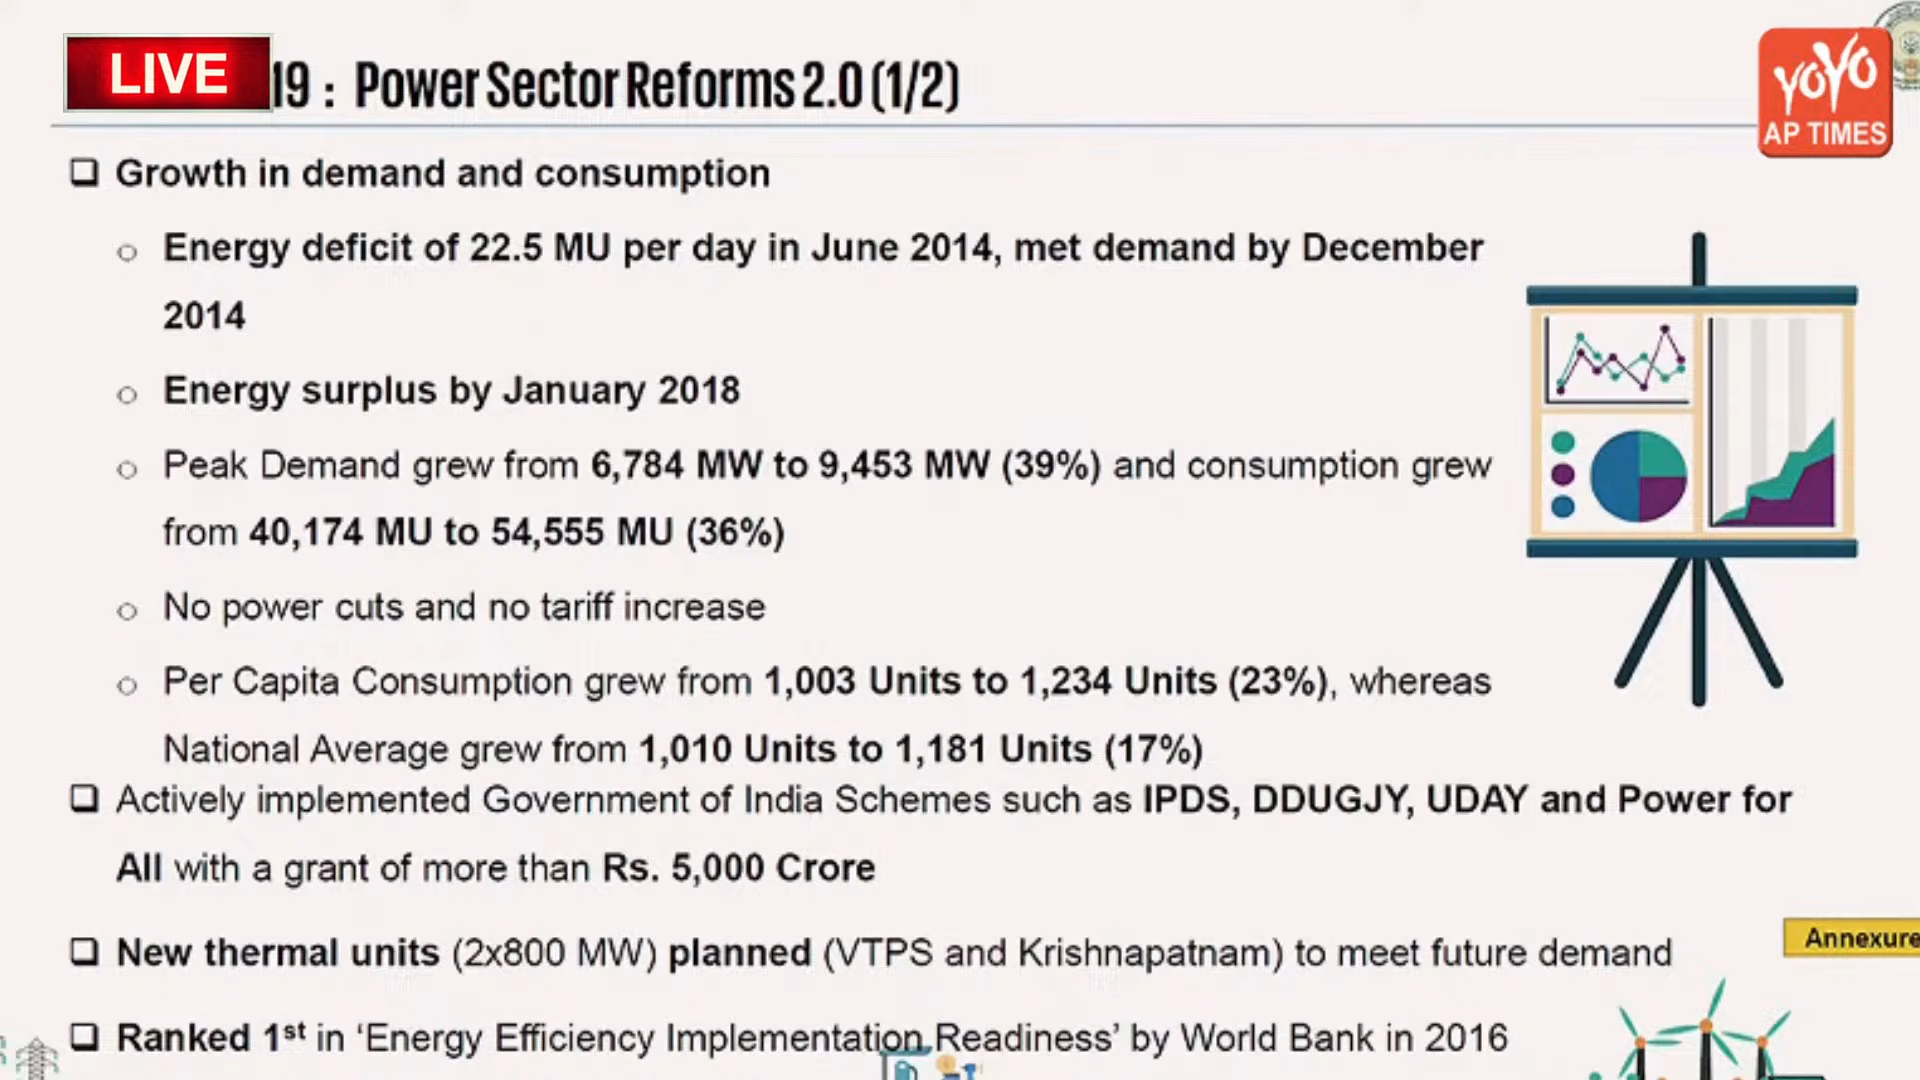 LIVE
19 : Power Sector Reforms 2.0 (1/2)
YOYO
AP TIMES
❑ Growth in demand and consumption
○ Energy deficit of 22.5 MU per day in June 2014, met demand by December
2014
○ Energy surplus by January 2018
○ Peak Demand grew from 6,784 MW to 9,453 MW (39%) and consumption grew
from 40,174 MU to 54,555 MU (36%)
○ No power cuts and no tariff increase
○ Per Capita Consumption grew from 1,003 Units to 1,234 Units (23%), whereas
National Average grew from 1,010 Units to 1,181 Units (17%)
❑ Actively implemented Government of India Schemes such as IPDS, DDUGJY, UDAY and Power for
All with a grant of more than Rs. 5,000 Crore
Annexure
❑ New thermal units (2x800 MW) planned (VTPS and Krishnapatnam) to meet future demand
❑ Ranked 1st in ‘Energy Efficiency Implementation Readiness’ by World Bank in 2016